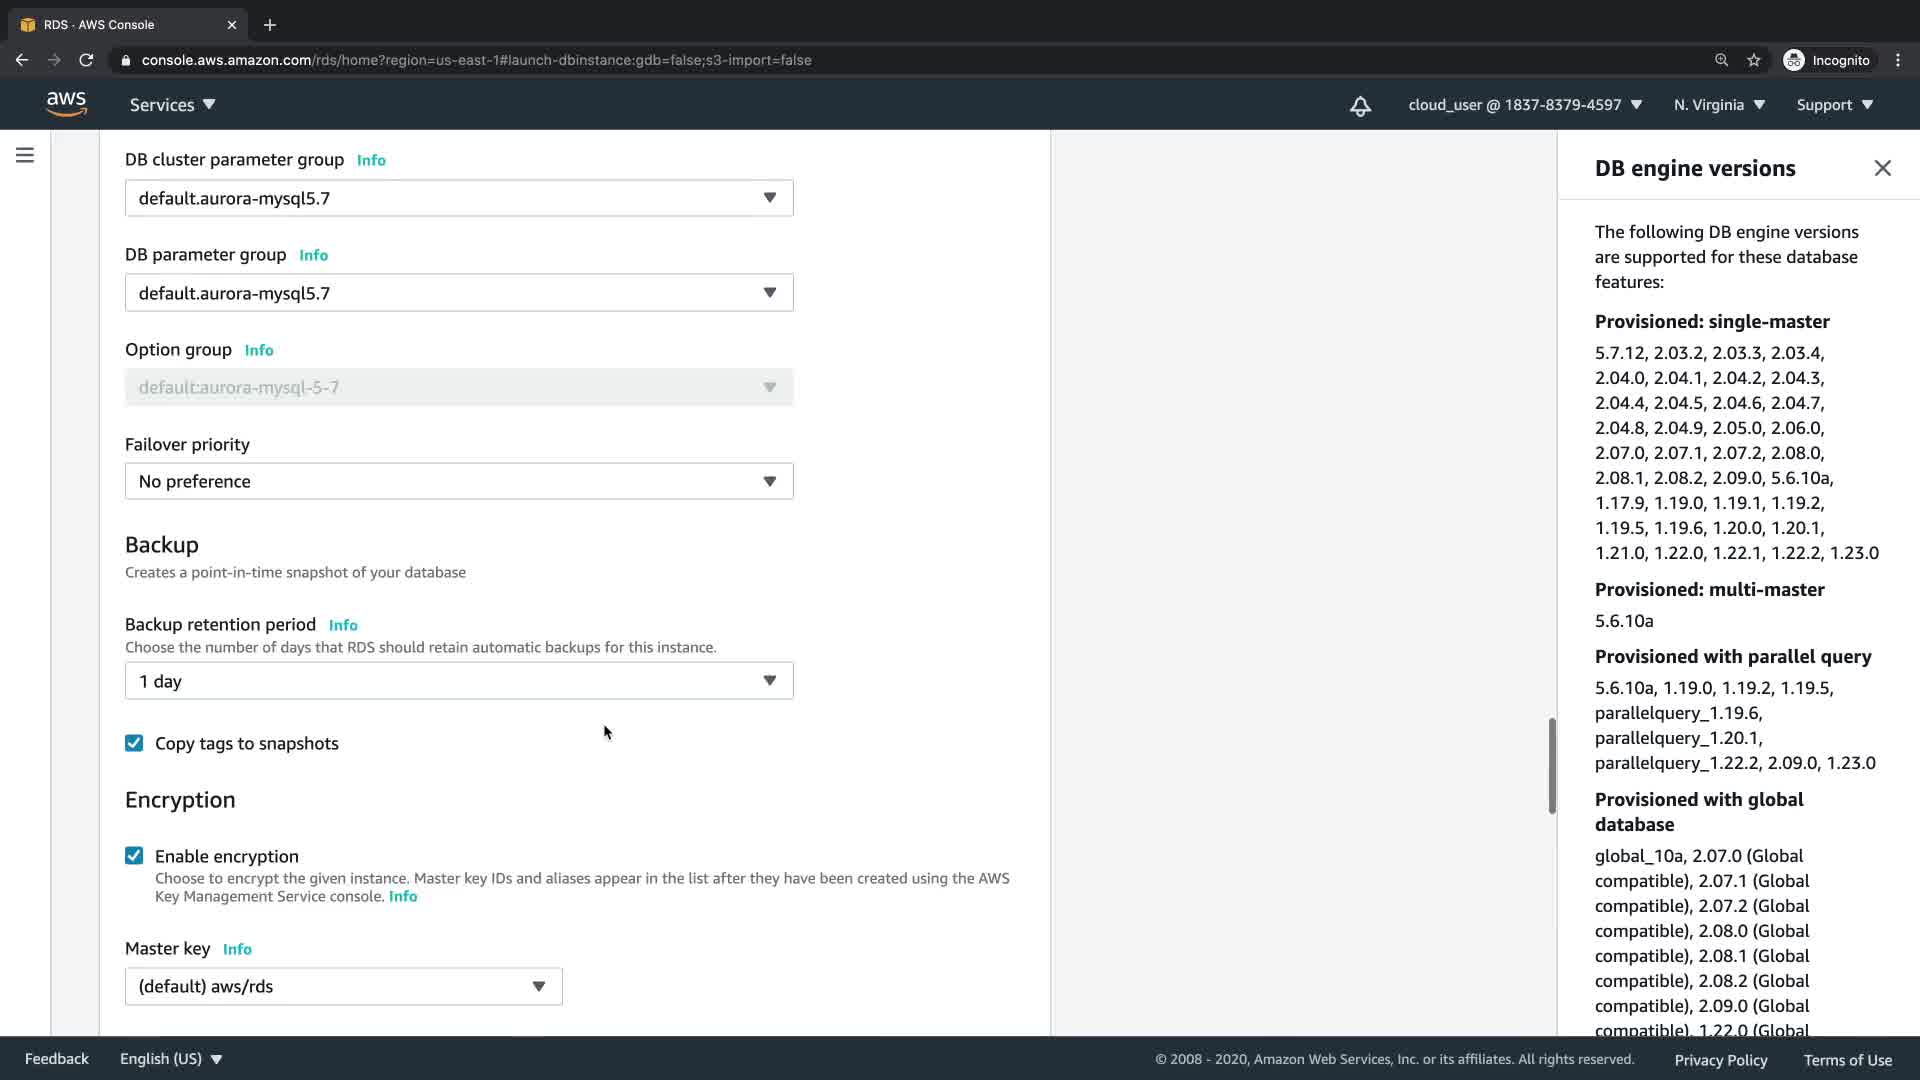 RDS · AWS Console
console.aws.amazon.com/rds/home?region=us-east-1#launch-dbinstance:gdb=false;s3-import=false
Incognito
aws
Services
cloud_user @ 1837-8379-4597
N. Virginia
Support
DB cluster parameter group Info
default.aurora-mysql5.7
DB parameter group Info
default.aurora-mysql5.7
Option group Info
default:aurora-mysql-5-7
Failover priority
No preference
Backup
Creates a point-in-time snapshot of your database
Backup retention period Info
Choose the number of days that RDS should retain automatic backups for this instance.
1 day
Copy tags to snapshots
Encryption
Enable encryption
Choose to encrypt the given instance. Master key IDs and aliases appear in the list after they have been created using the AWS
Key Management Service console. Info
Master key Info
(default) aws/rds
DB engine versions
The following DB engine versions
are supported for these database
features:
Provisioned: single-master
5.7.12, 2.03.2, 2.03.3, 2.03.4,
2.04.0, 2.04.1, 2.04.2, 2.04.3,
2.04.4, 2.04.5, 2.04.6, 2.04.7,
2.04.8, 2.04.9, 2.05.0, 2.06.0,
2.07.0, 2.07.1, 2.07.2, 2.08.0,
2.08.1, 2.08.2, 2.09.0, 5.6.10a,
1.17.9, 1.19.0, 1.19.1, 1.19.2,
1.19.5, 1.19.6, 1.20.0, 1.20.1,
1.21.0, 1.22.0, 1.22.1, 1.22.2, 1.23.0
Provisioned: multi-master
5.6.10a
Provisioned with parallel query
5.6.10a, 1.19.0, 1.19.2, 1.19.5,
parallelquery_1.19.6,
parallelquery_1.20.1,
parallelquery_1.22.2, 2.09.0, 1.23.0
Provisioned with global
database
global_10a, 2.07.0 (Global
compatible), 2.07.1 (Global
compatible), 2.07.2 (Global
compatible), 2.08.0 (Global
compatible), 2.08.1 (Global
compatible), 2.08.2 (Global
compatible), 2.09.0 (Global
compatible), 1.22.0 (Global
Feedback
English (US)
© 2008 - 2020, Amazon Web Services, Inc. or its affiliates. All rights reserved.
Privacy Policy
Terms of Use